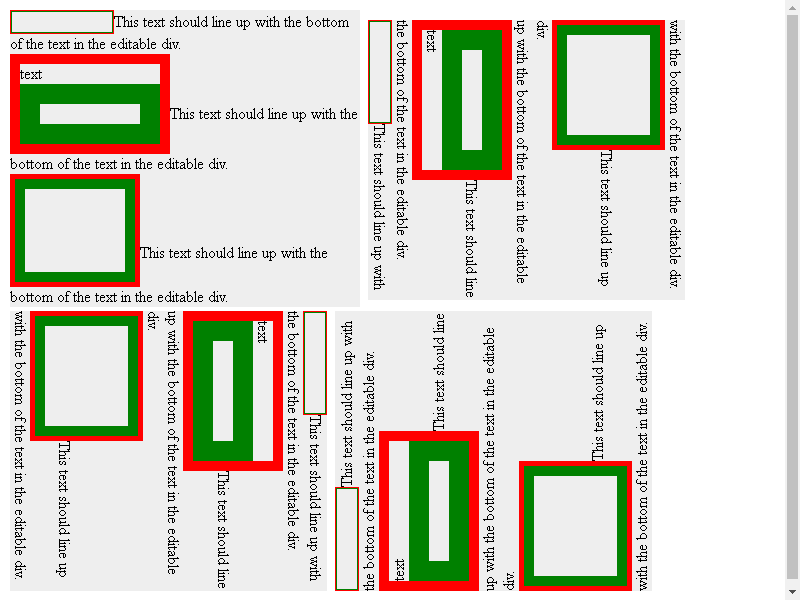 This text should line up with the bottom
of the text in the editable div.
text
This text should line up with the
bottom of the text in the editable div.
This text should line up with the
bottom of the text in the editable div.
This text should line up with
the bottom of the text in the editable div.
text
This text should line
up with the bottom of the text in the editable
div.
This text should line up
with the bottom of the text in the editable div.
This text should line up with
the bottom of the text in the editable div.
text
This text should line
up with the bottom of the text in the editable
div.
This text should line up
with the bottom of the text in the editable div.
This text should line up with
the bottom of the text in the editable div.
text
This text should line
up with the bottom of the text in the editable
div.
This text should line up
with the bottom of the text in the editable div.